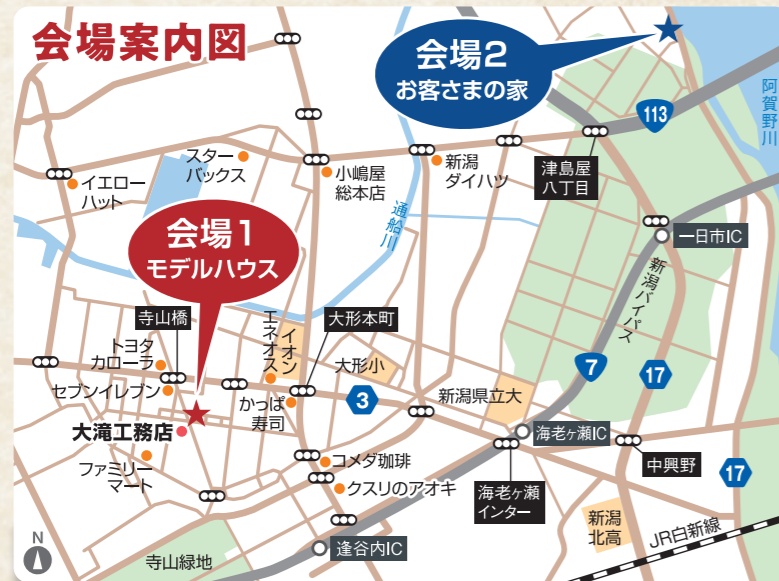 会場案内図
会場2
お客さまの家
113
阿賀野川
スター
バックス
イエロー
ハット
小嶋屋
総本店
新潟
ダイハツ
津島屋
八丁目
通船川
会場1
モデルハウス
一日市IC
新潟バイパス
寺山橋
大形本町
トヨタ
カローラ
エネオス
イオン
大形小
7
17
セブンイレブン
かっぱ
寿司
3
新潟県立大
大滝工務店
海老ヶ瀬IC
ファミリー
マート
コメダ珈琲
中興野
17
クスリのアオキ
海老ヶ瀬
インター
新潟
北高
JR白新線
N
寺山緑地
逢谷内IC